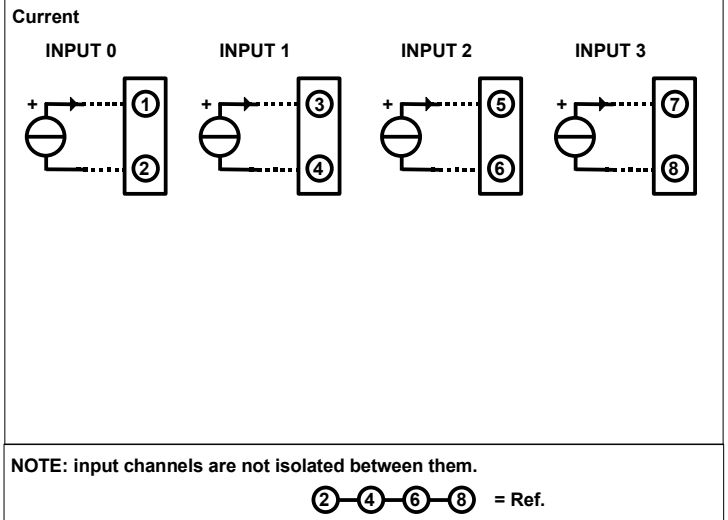 Current
INPUT 0 INPUT 1 INPUT 2 INPUT 3
+ 1 + 3 + 5 + 7
2 4 6 8
NOTE: input channels are not isolated between them.
2 4 6 8 = Ref.